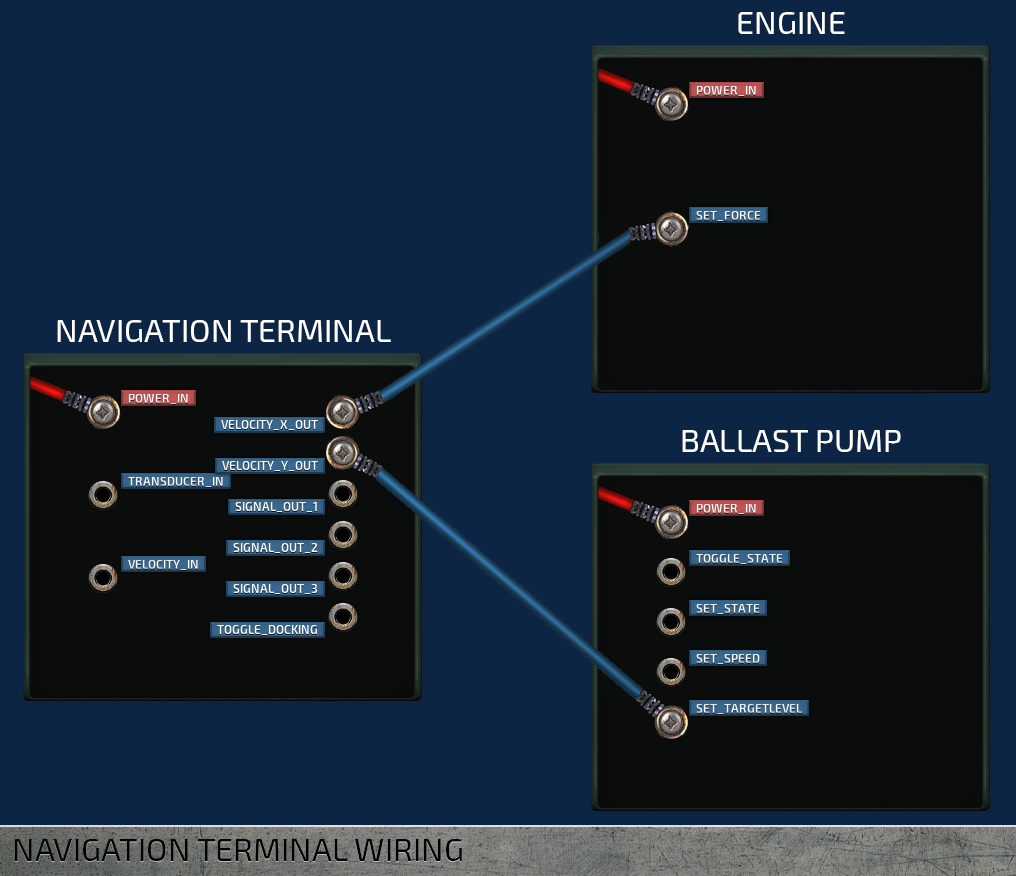 ENGINE
POWER_IN
SET_FORCE
NAVIGATION TERMINAL
POWER_IN
VELOCITY_X_OUT
VELOCITY_Y_OUT
TRANSDUCER_IN
SIGNAL_OUT_1
SIGNAL_OUT_2
VELOCITY_IN
SIGNAL_OUT_3
TOGGLE_DOCKING
BALLAST PUMP
POWER_IN
TOGGLE_STATE
SET_STATE
SET_SPEED
SET_TARGETLEVEL
NAVIGATION TERMINAL WIRING